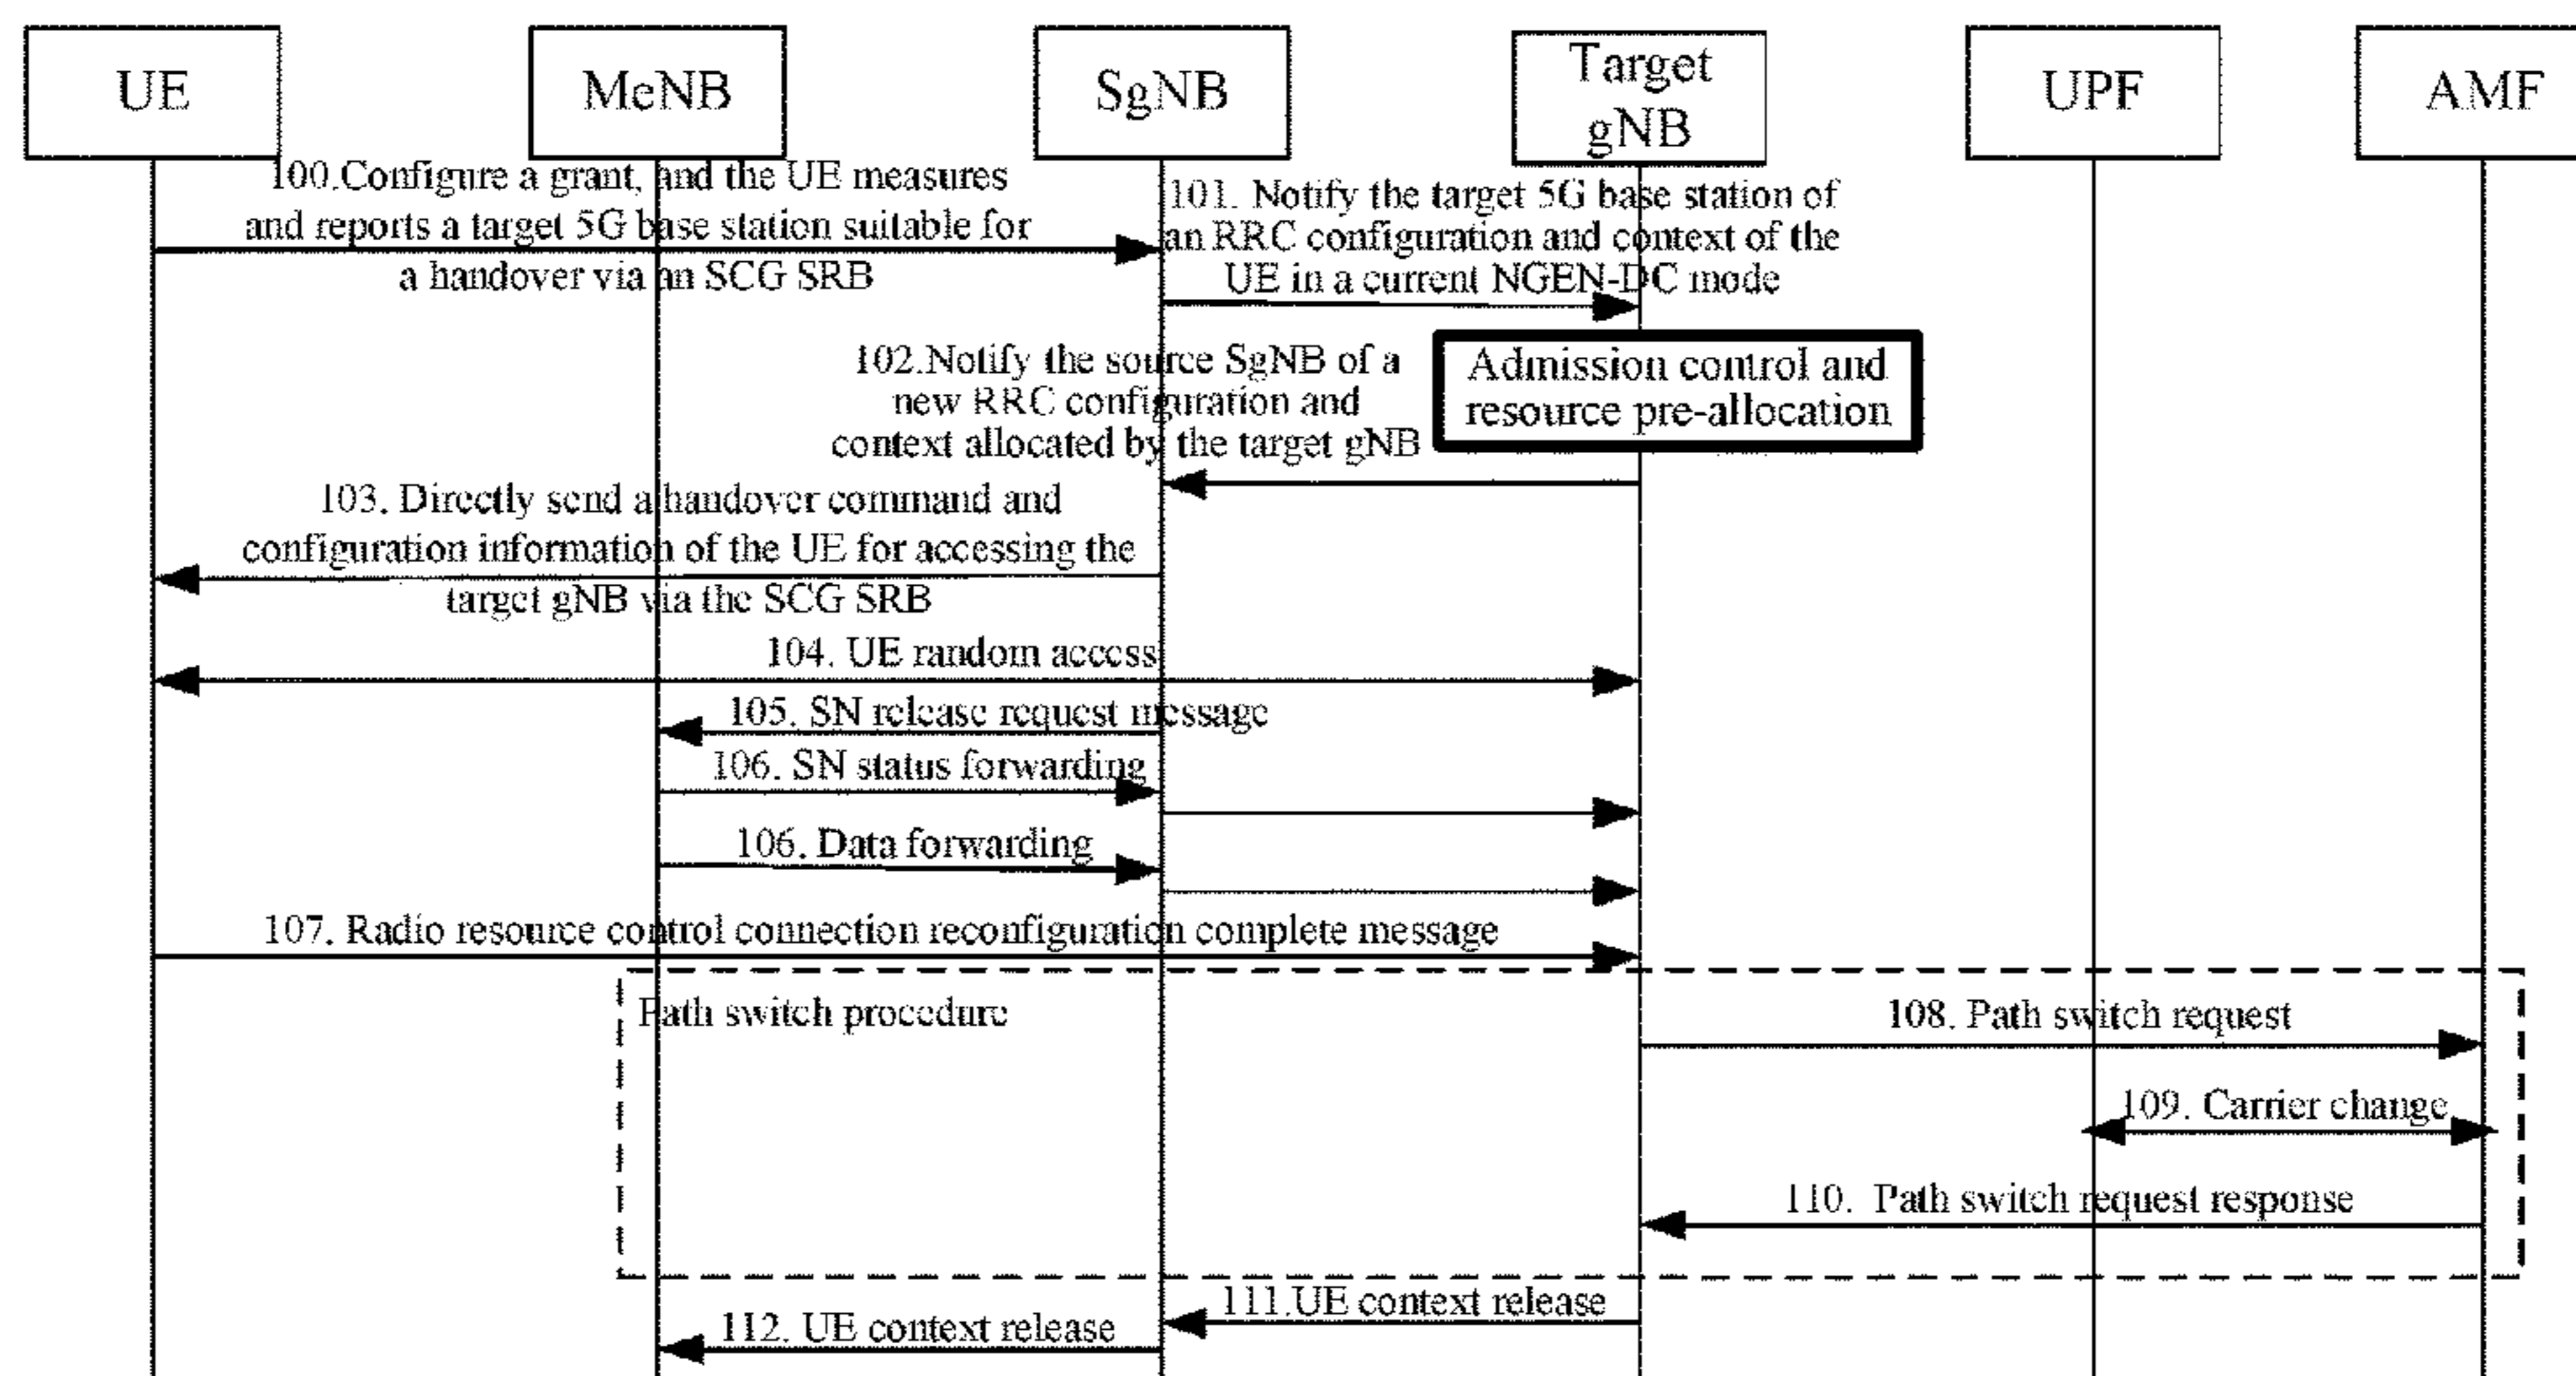 UE
MeNB
SgNB
Target
gNB
UPF
AMF
100.Configure a grant, and the UE measures
and reports a target 5G base station suitable for
a handover via an SCG SRB
101. Notify the target 5G base station of
an RRC configuration and context of the
UE in a current NGEN-DC mode
102.Notify the source SgNB of a
new RRC configuration and
context allocated by the target gNB
Admission control and
resource pre-allocation
103. Directly send a handover command and
configuration information of the UE for accessing the
target gNB via the SCG SRB
104. UE random access
105. SN release request message
106. SN status forwarding
106. Data forwarding
107. Radio resource control connection reconfiguration complete message
Path switch procedure
108. Path switch request
109. Carrier change
110. Path switch request response
111.UE context release
112. UE context release